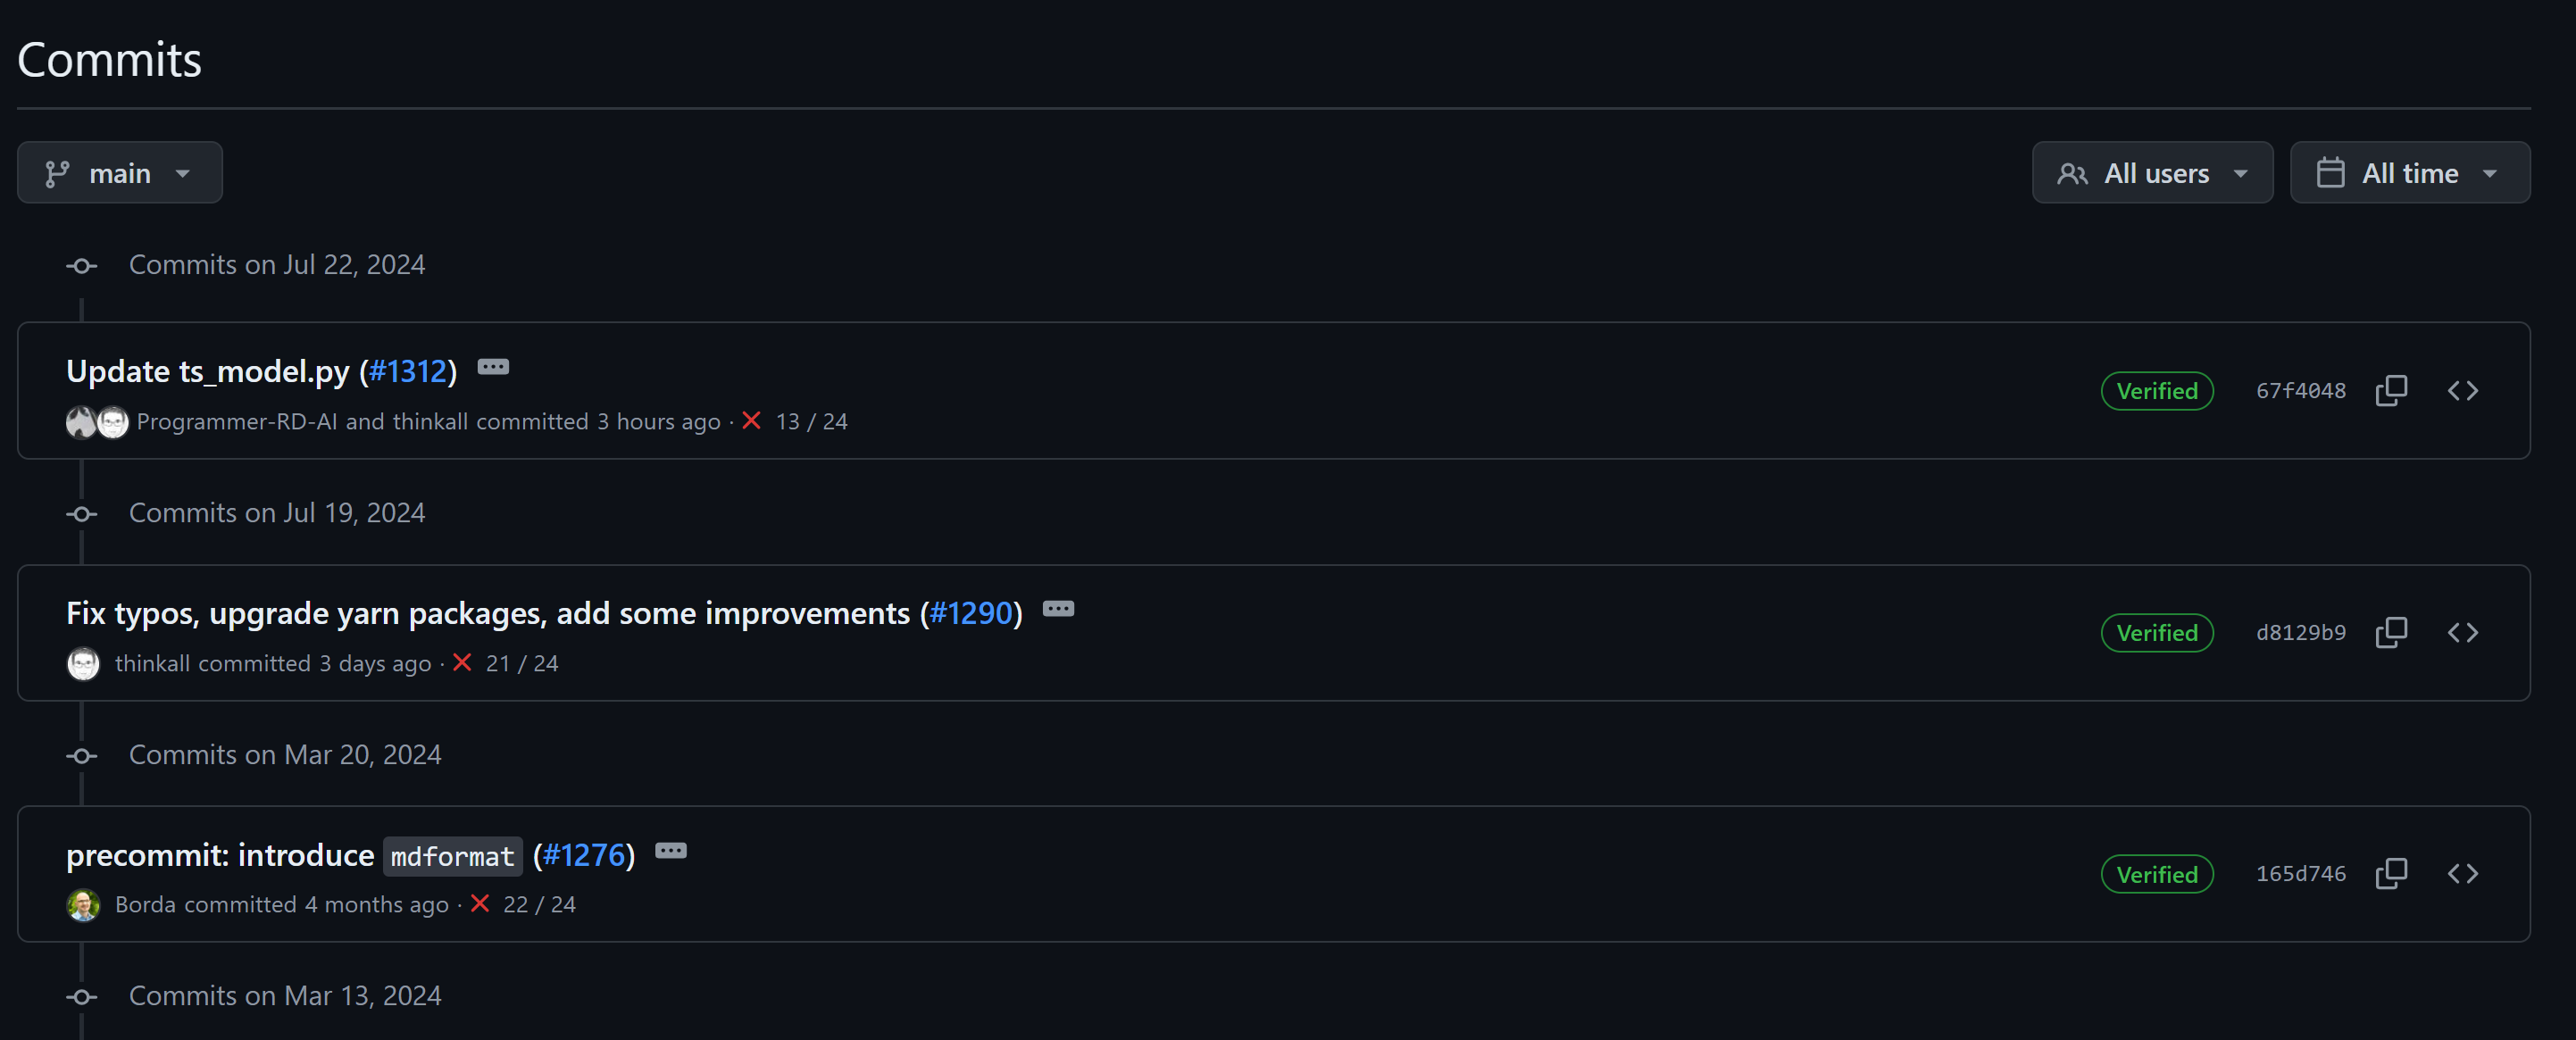 Commits
main
All users
All time
Commits on Jul 22, 2024
Update ts_model.py (#1312)
Programmer-RD-AI and thinkall committed 3 hours ago · 13 / 24
Verified
67f4048
Commits on Jul 19, 2024
Fix typos, upgrade yarn packages, add some improvements (#1290)
thinkall committed 3 days ago · 21 / 24
Verified
d8129b9
Commits on Mar 20, 2024
precommit: introduce mdformat (#1276)
Borda committed 4 months ago · 22 / 24
Verified
165d746
Commits on Mar 13, 2024